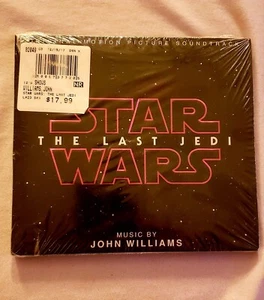 MOTION PICTURE SOUNDTRACK
NR
WILLIAMS,JOHN
STAR WARS: THE LAST JEDI
$17.99
STAR
THE LAST JEDI
WARS
MUSIC BY
JOHN WILLIAMS